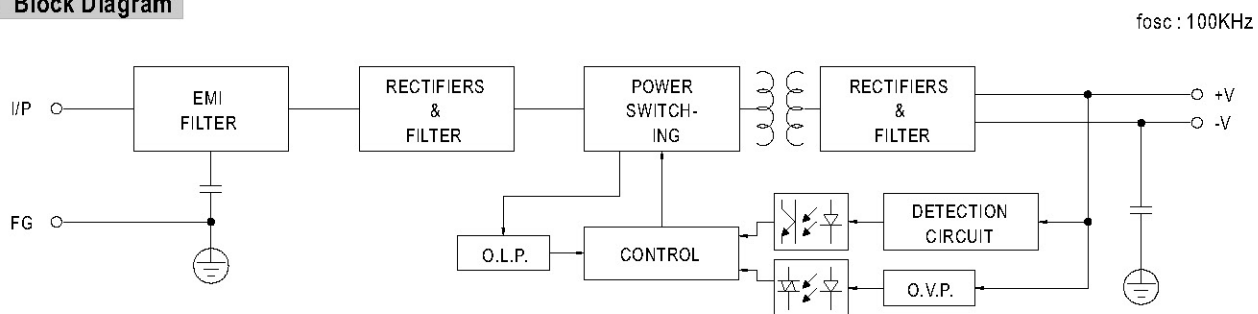 Block Diagram
fosc : 100KHz
I/P
EMI
FILTER
RECTIFIERS
&
FILTER
POWER
SWITCH-
ING
RECTIFIERS
&
FILTER
+V
-V
FG
O.L.P.
CONTROL
DETECTION
CIRCUIT
O.V.P.